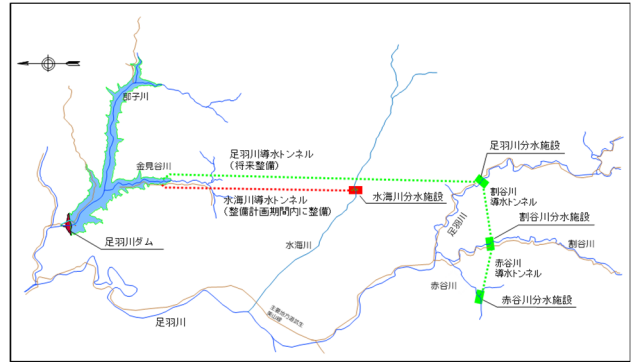 部子川
金見谷川
足羽川導水トンネル
(将来整備)
足羽川分水施設
割谷川
導水トンネル
水海川導水トンネル
(整備計画期間内に整備)
水海川分水施設
割谷川分水施設
足羽川
足羽川ダム
水海川
割谷川
赤谷川
導水トンネル
赤谷川
赤谷川分水施設
足羽川